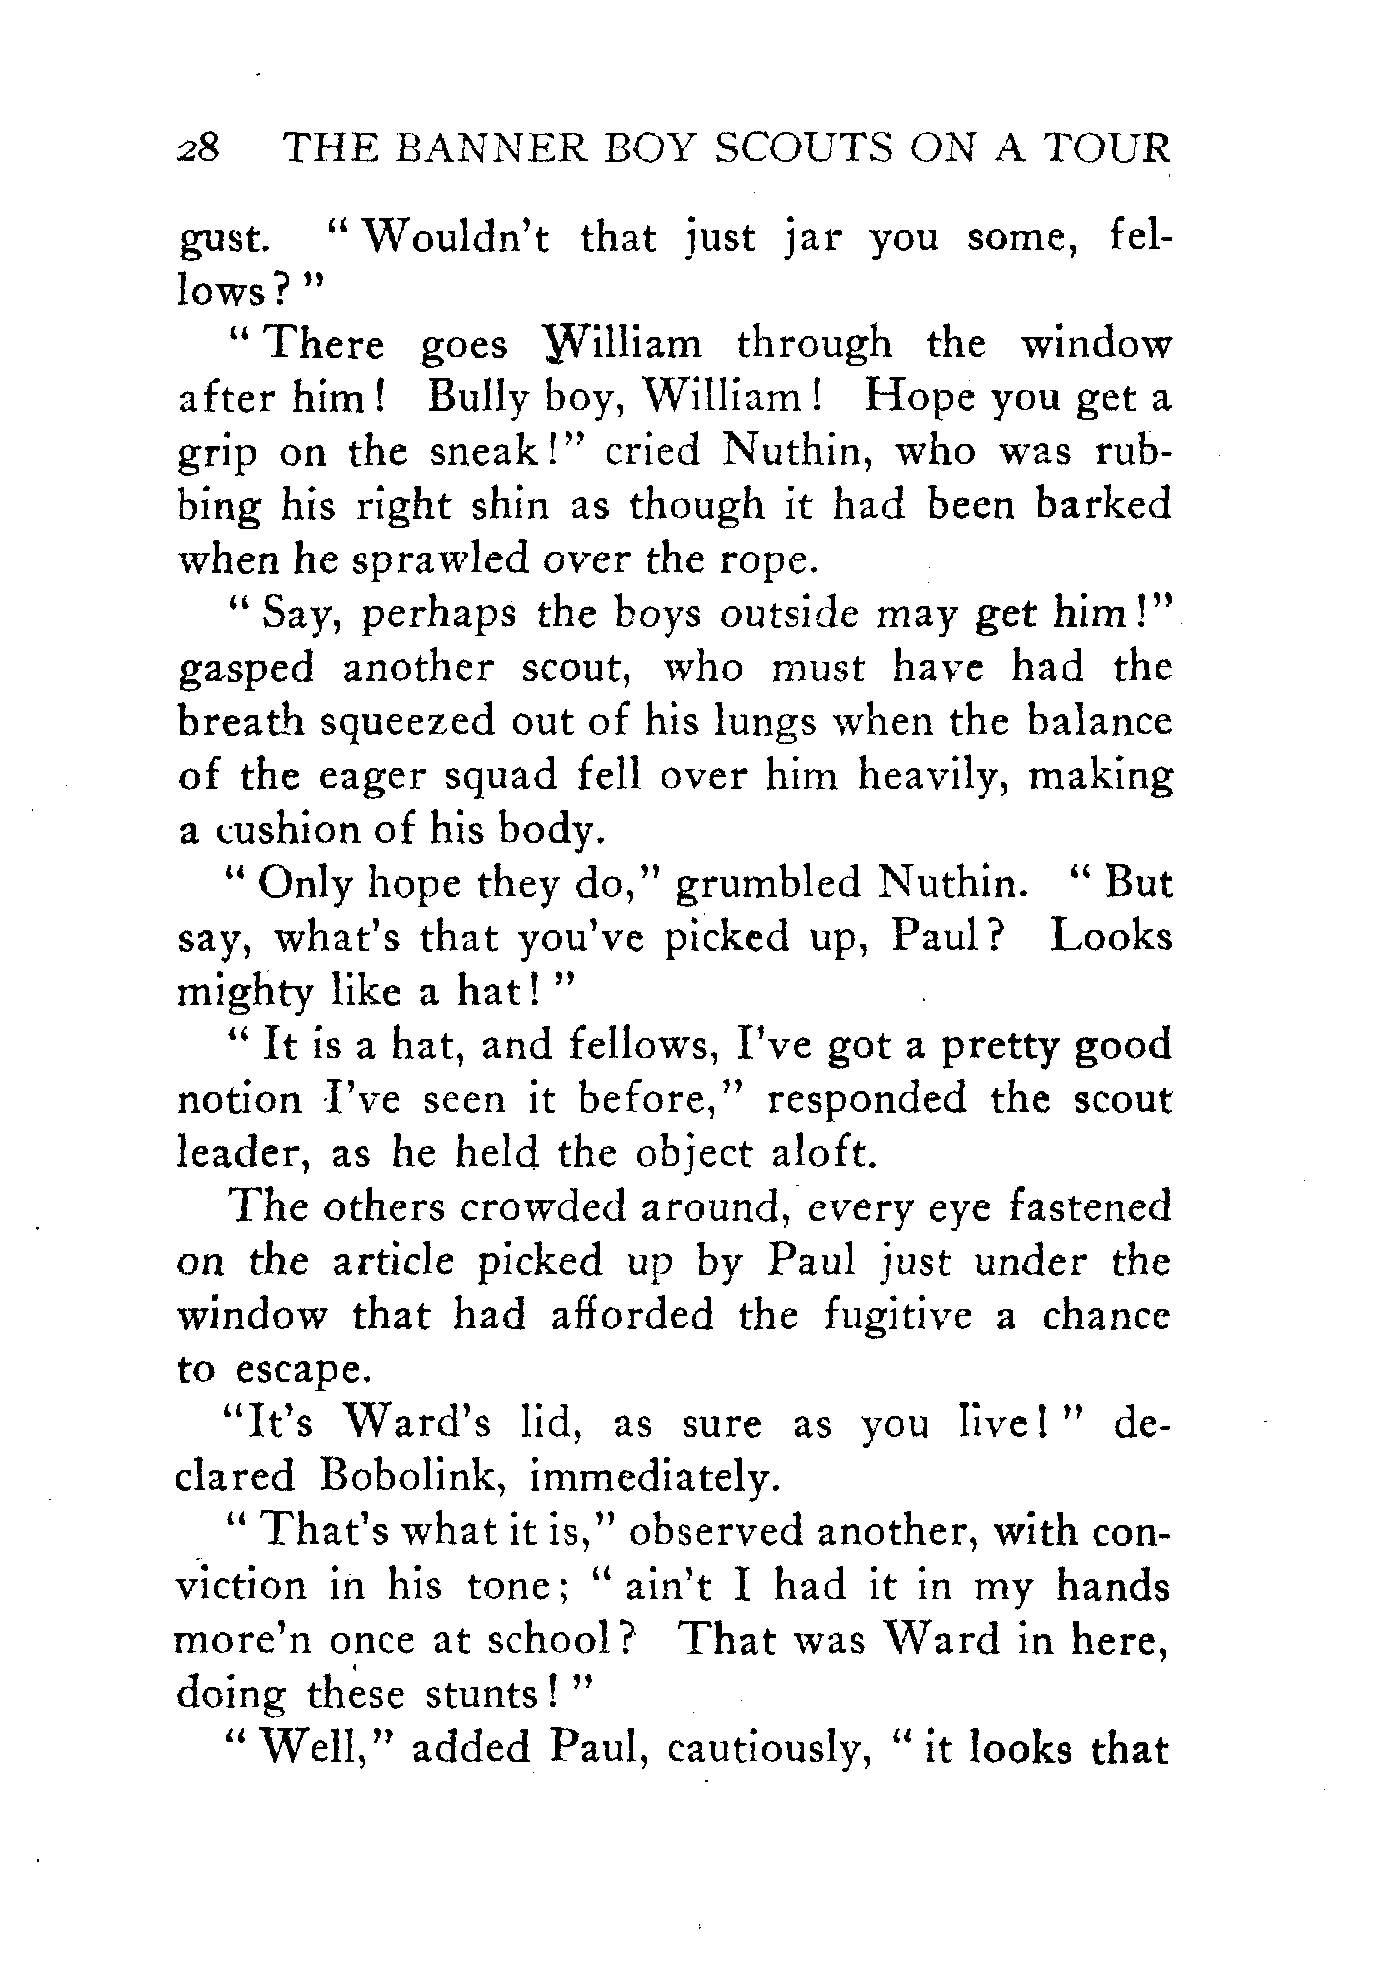 28 THE BANNER BOY SCOUTS ON A TOUR
gust. "Wouldn't that just jar you some, fel-
lows?"
"There goes William through the window
after him! Bully boy, William! Hope you get a
grip on the sneak!" cried Nuthin, who was rub-
bing his right shin as though it had been barked
when he sprawled over the rope.
"Say, perhaps the boys outside may get him!"
gasped another scout, who must have had the
breath squeezed out of his lungs when the balance
of the eager squad fell over him heavily, making
a cushion of his body.
"Only hope they do," grumbled Nuthin. "But
say, what's that you've picked up, Paul? Looks
mighty like a hat!"
"It is a hat, and fellows, I've got a pretty good
notion I've seen it before," responded the scout
leader, as he held the object aloft.
The others crowded around, every eye fastened
on the article picked up by Paul just under the
window that had afforded the fugitive a chance
to escape.
"It's Ward's lid, as sure as you live!" de-
clared Bobolink, immediately.
"That's what it is," observed another, with con-
viction in his tone; "ain't I had it in my hands
more'n once at school? That was Ward in here,
doing these stunts!"
"Well," added Paul, cautiously, "it looks that